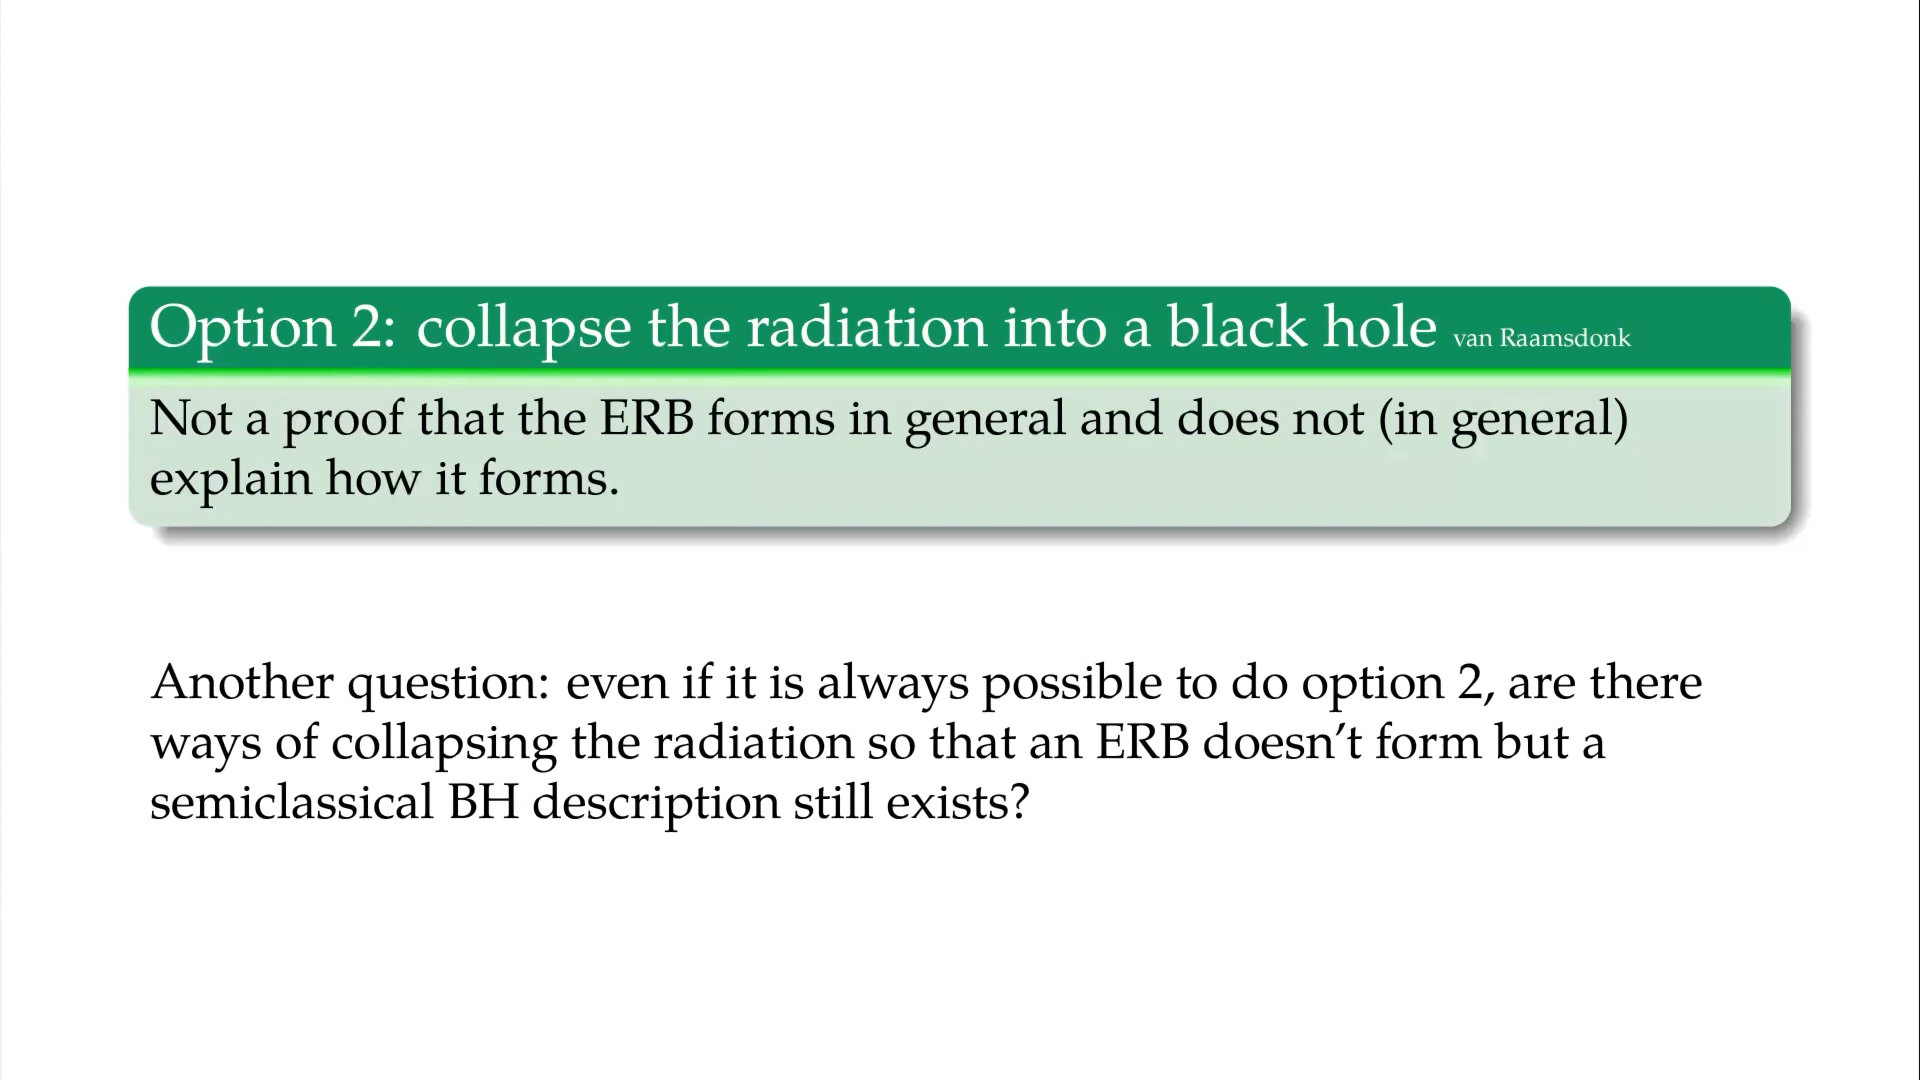 Option 2: collapse the radiation into a black hole van Raamsdonk
Not a proof that the ERB forms in general and does not (in general)
explain how it forms.
Another question: even if it is always possible to do option 2, are there
ways of collapsing the radiation so that an ERB doesn’t form but a
semiclassical BH description still exists?